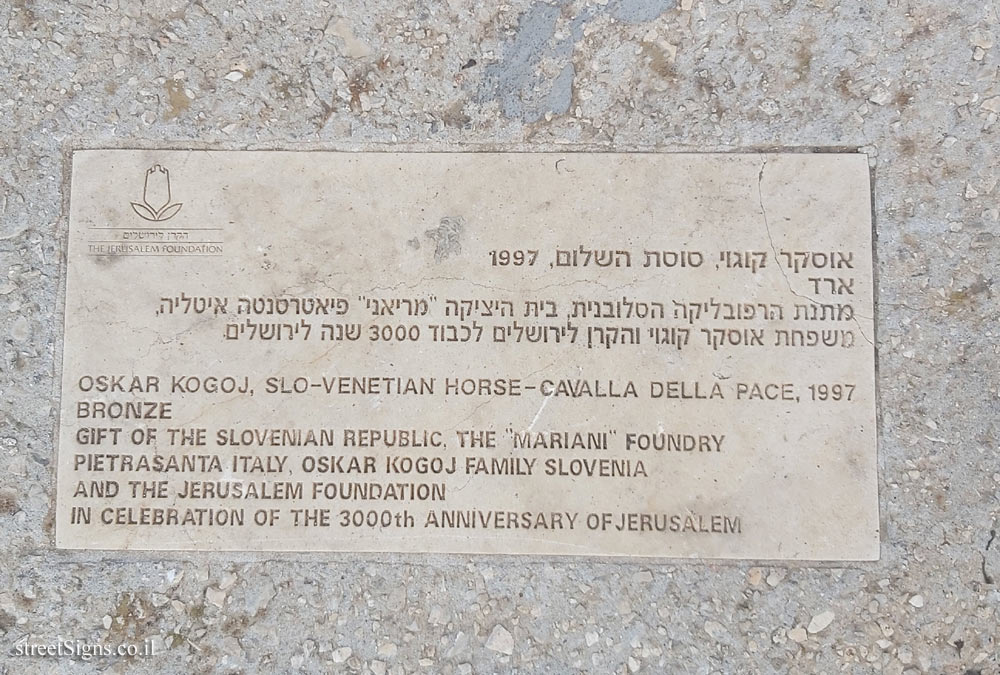 הקרן לירושלים
THE JERUSALEM FOUNDATION
אוסקר קוגוי, סוסת השלום, 1997
ארד
מתנת הרפובליקה הסלובנית, בית היציקה "מריאני" פיאטרסנטה איטליה,
משפחת אוסקר קוגוי והקרן לירושלים לכבוד 3000 שנה לירושלים.
OSKAR KOGOJ, SLO-VENETIAN HORSE-CAVALLA DELLA PACE, 1997
BRONZE
GIFT OF THE SLOVENIAN REPUBLIC, THE "MARIANI" FOUNDRY
PIETRASANTA ITALY, OSKAR KOGOJ FAMILY SLOVENIA
AND THE JERUSALEM FOUNDATION
IN CELEBRATION OF THE 3000th ANNIVERSARY OF JERUSALEM
streetSigns.co.il